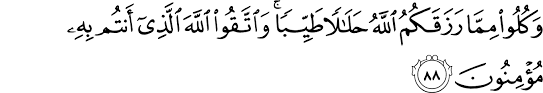 وَكُلُوا۟ مِمَّا رَزَقَكُمُ ٱللَّهُ حَلَٰلًا طَيِّبًا ۚ وَٱتَّقُوا۟ ٱللَّهَ ٱلَّذِىٓ أَنتُم بِهِۦ
مُؤْمِنُونَ ٨٨